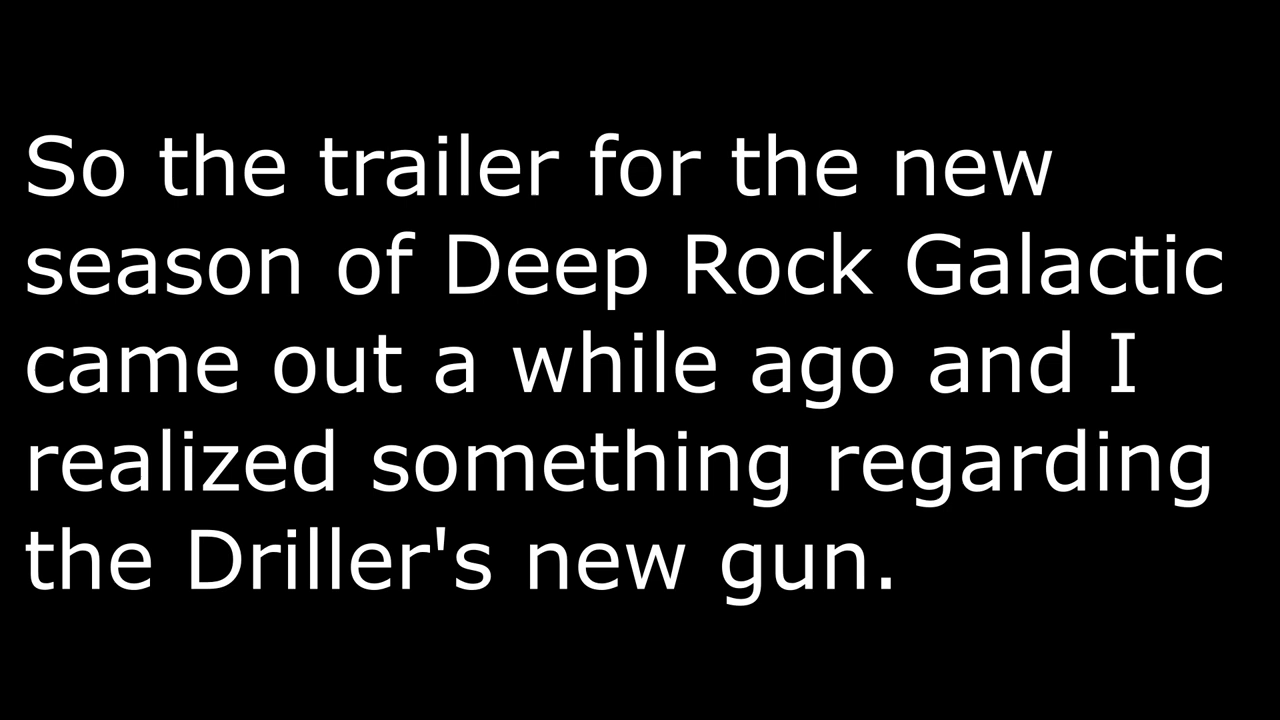 So the trailer for the new
season of Deep Rock Galactic
came out a while ago and I
realized something regarding
the Driller's new gun.